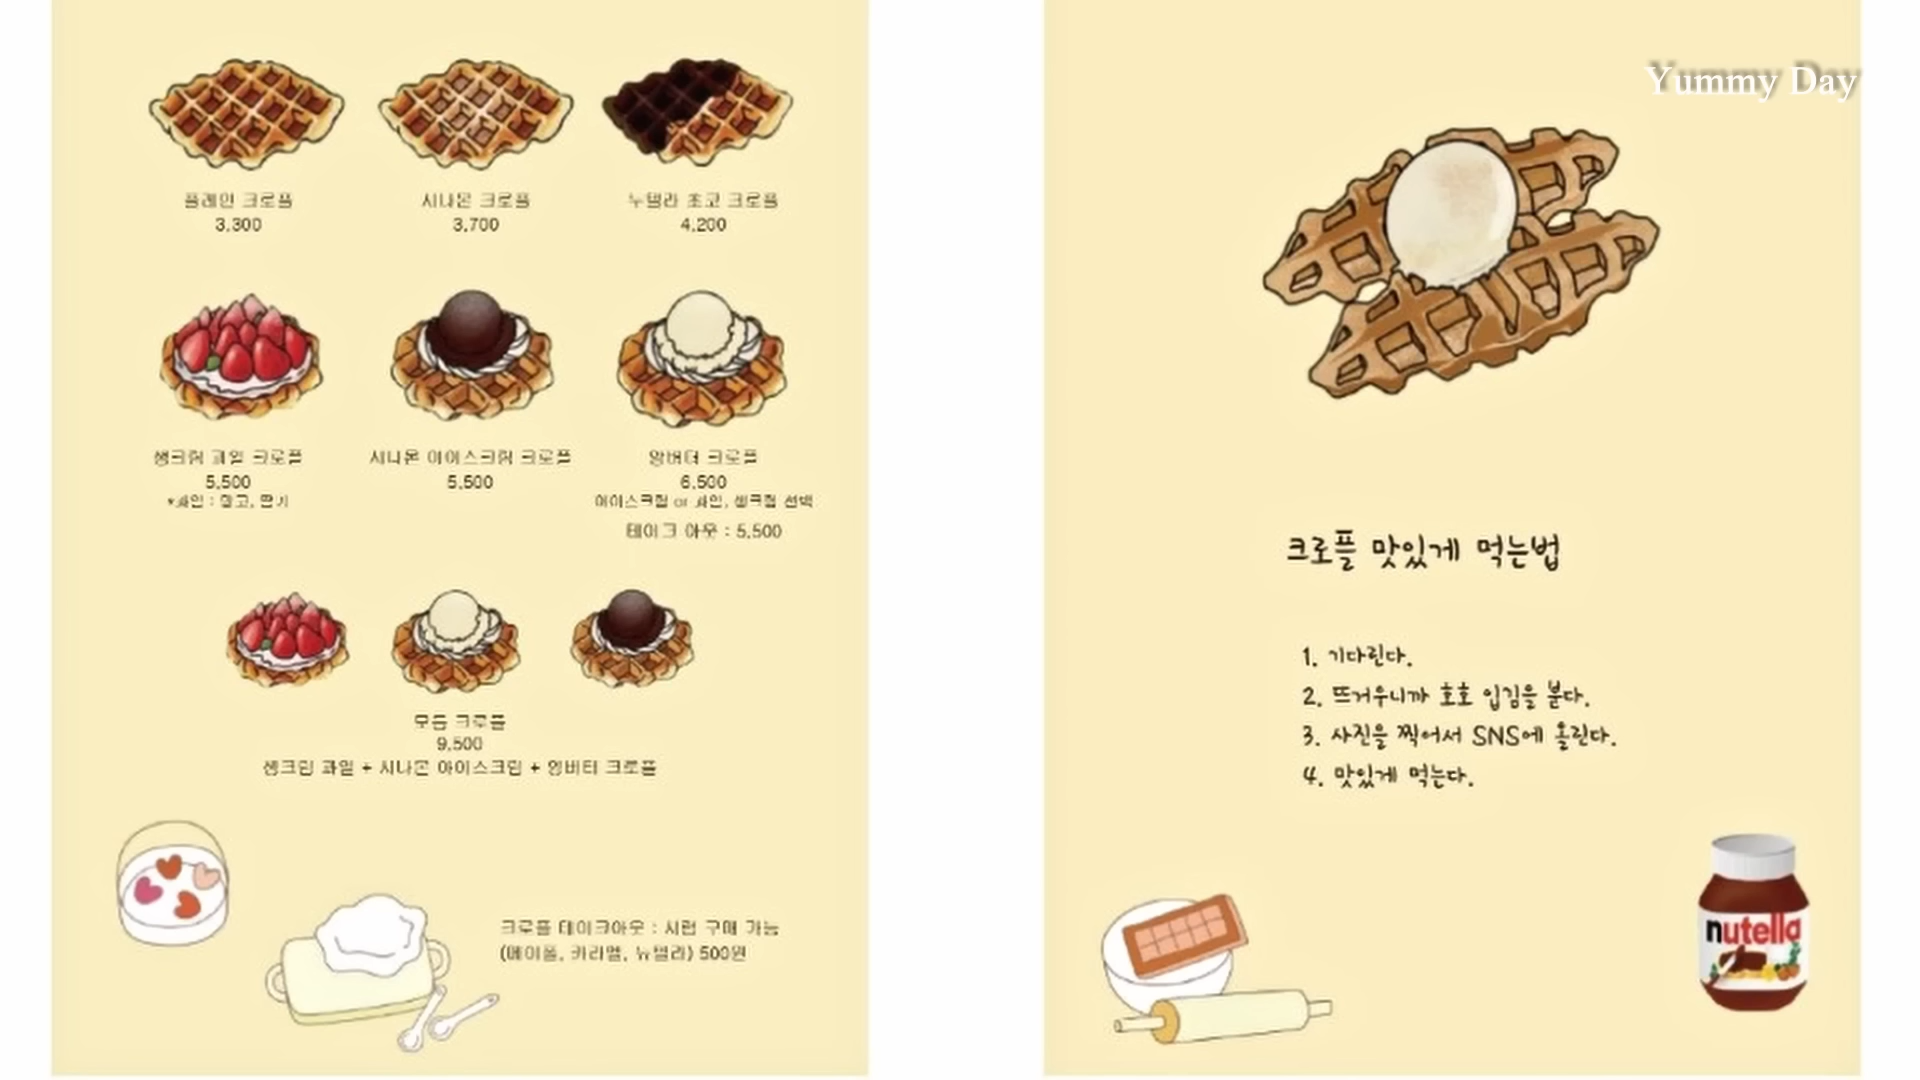 플레인 크로플
3,300
시나몬 크로플
3,700
누텔라 초코 크로플
4,200
생크림 과일 크로플
5,500
*과일 : 망고, 딸기
시나몬 아이스크림 크로플
5,500
앙버터 크로플
6,500
아이스크림 or 과일, 생크림 선택
테이크 아웃 : 5,500
모듬 크로플
9,500
생크림 과일 + 시나몬 아이스크림 + 앙버터 크로플
크로플 테이크아웃 : 시럽 구매 가능
(메이플, 카라멜, 뉴텔라) 500원
Yummy Day
크로플 맛있게 먹는법
1. 기다린다.
2. 뜨거우니까 호호 입김을 분다.
3. 사진을 찍어서 SNS에 올린다.
4. 맛있게 먹는다.
nutella